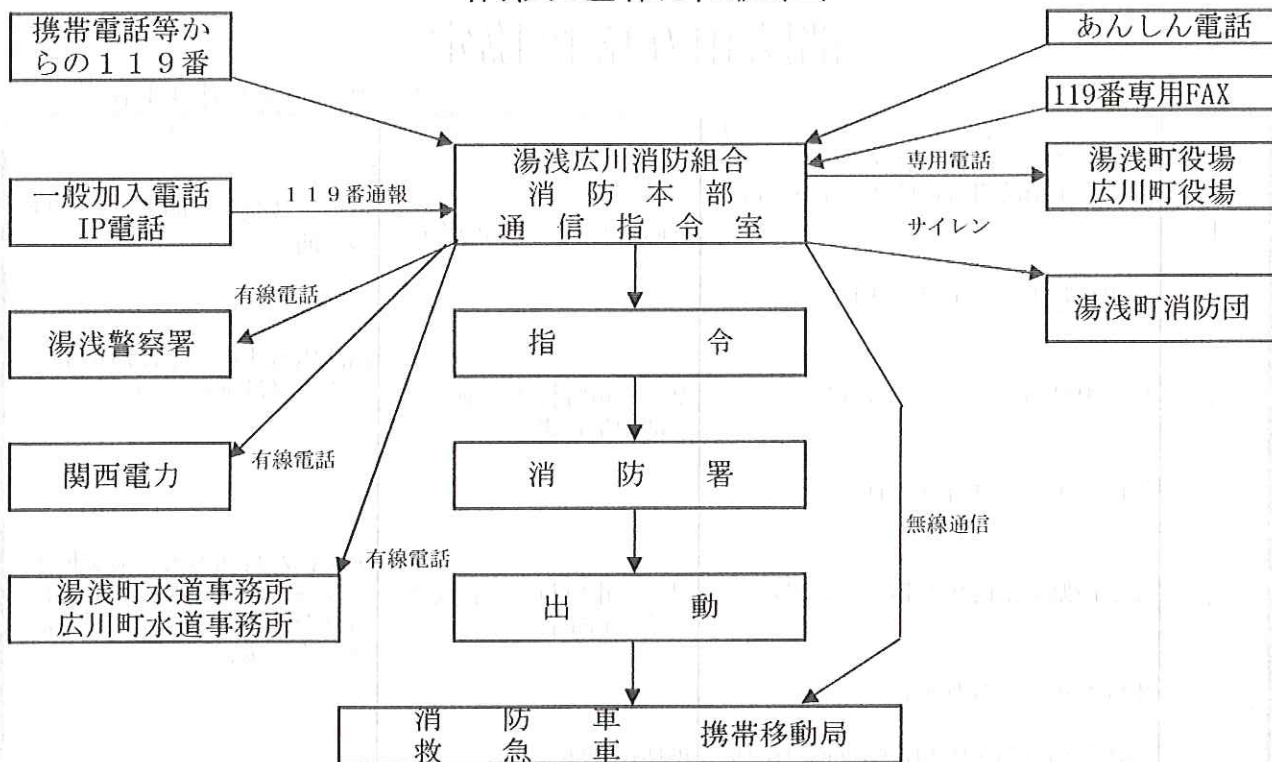 携帯電話等か
らの１１９番
あんしん電話
119番専用FAX
湯浅広川消防組合
消防本部
通信指令室
専用電話
湯浅町役場
広川町役場
一般加入電話
IP電話
１１９番通報
サイレン
湯浅町消防団
有線電話
湯浅警察署
指令
関西電力
有線電話
消防署
無線通信
有線電話
湯浅町水道事務所
広川町水道事務所
出動
消防車
救急車
携帯移動局